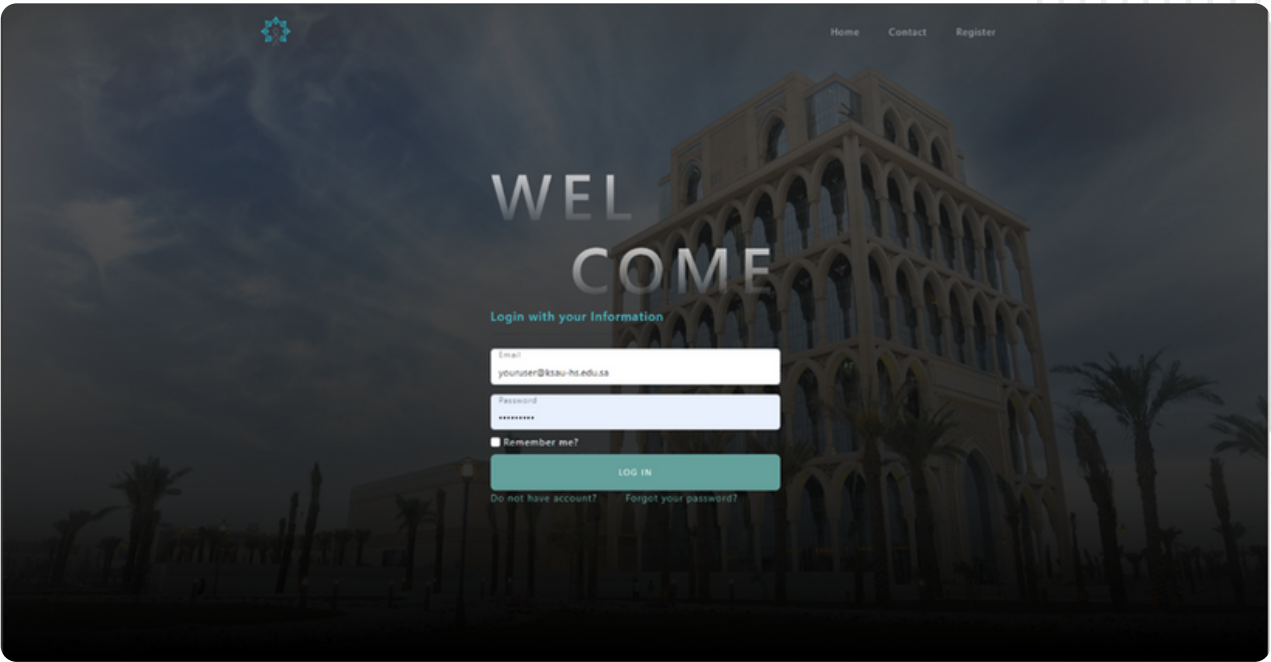 Home Contact Register
WEL
COME
Login with your Information
Email
youruser@ksau-hs.edu.sa
Password
•••••••••
Remember me?
LOG IN
Do not have account? Forgot your password?